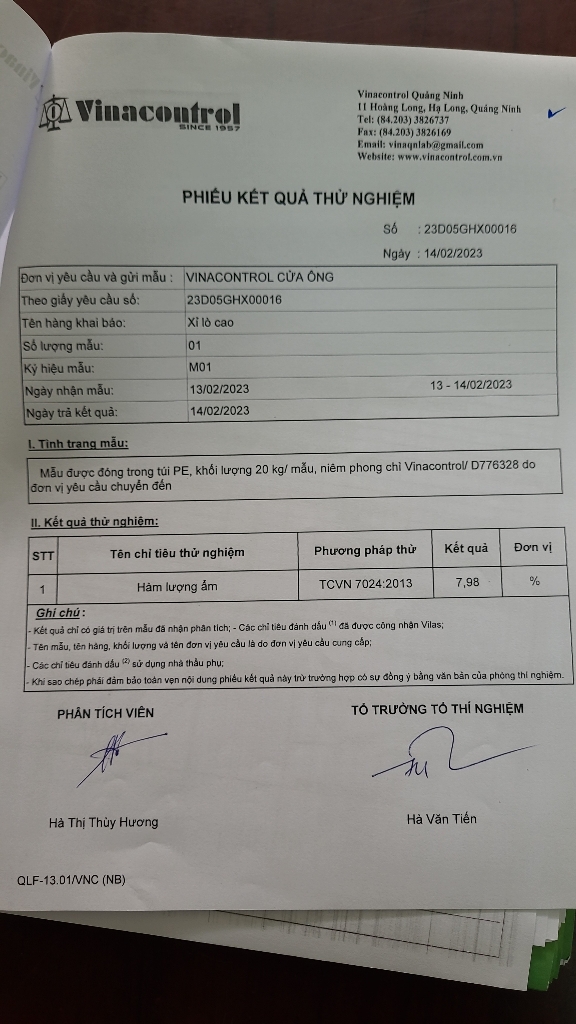 Vinacontrol
SINCE 1957
Vinacontrol Quảng Ninh
11 Hoàng Long, Hạ Long, Quảng Ninh
Tel: (84.203) 3826737
Fax: (84.203) 3826169
Email: vinaqnlab@gmail.com
Website: www.vinacontrol.com.vn
PHIẾU KẾT QUẢ THỬ NGHIỆM
Số : 23D05GHX00016
Ngày : 14/02/2023
Đơn vị yêu cầu và gửi mẫu : VINACONTROL CỬA ÔNG
Theo giấy yêu cầu số: 23D05GHX00016
Tên hàng khai báo: Xỉ lò cao
Số lượng mẫu: 01
Ký hiệu mẫu: M01
Ngày nhận mẫu: 13/02/2023 13 - 14/02/2023
Ngày trả kết quả: 14/02/2023
I. Tình trạng mẫu:
Mẫu được đóng trong túi PE, khối lượng 20 kg/ mẫu, niêm phong chì Vinacontrol/ D776328 do
đơn vị yêu cầu chuyển đến
II. Kết quả thử nghiệm:
STT Tên chỉ tiêu thử nghiệm Phương pháp thử Kết quả Đơn vị
1 Hàm lượng ẩm TCVN 7024:2013 7,98 %
Ghi chú :
- Kết quả chỉ có giá trị trên mẫu đã nhận phân tích; - Các chỉ tiêu đánh dấu (1) đã được công nhận Vilas;
- Tên mẫu, tên hàng, khối lượng và tên đơn vị yêu cầu là do đơn vị yêu cầu cung cấp;
- Các chỉ tiêu đánh dấu (2) sử dụng nhà thầu phụ;
- Khi sao chép phải đảm bảo toàn vẹn nội dung phiếu kết quả này trừ trường hợp có sự đồng ý bằng văn bản của phòng thí nghiệm.
PHÂN TÍCH VIÊN TỔ TRƯỞNG TỔ THÍ NGHIỆM
Hà Thị Thùy Hương Hà Văn Tiến
QLF-13.01/VNC (NB)